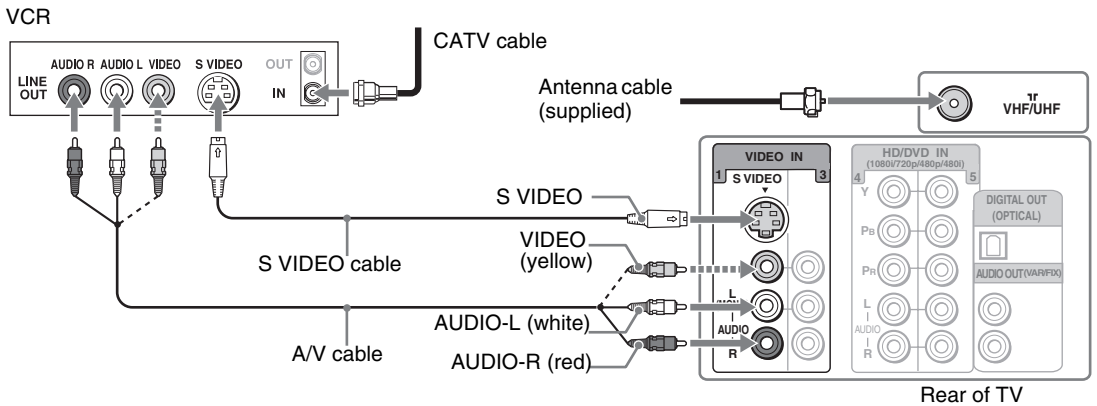 VCR
CATV cable
AUDIO R AUDIO L VIDEO S VIDEO OUT
LINE OUT
IN
Antenna cable (supplied)
VHF/UHF
VIDEO IN
1 3
S VIDEO
HD/DVD IN
(1080i/720p/480p/480i)
4 5
Y
PB
PR
L
AUDIO
R
DIGITAL OUT
(OPTICAL)
AUDIO OUT(VAR/FIX)
S VIDEO
VIDEO
(yellow)
S VIDEO cable
L
AUDIO
R
AUDIO-L (white)
A/V cable
AUDIO-R (red)
Rear of TV